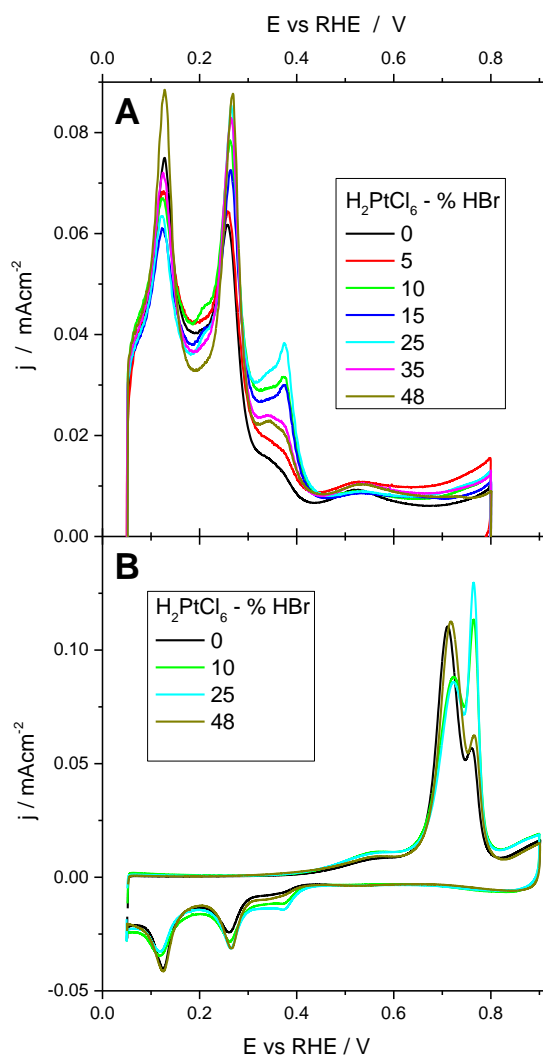 E vs RHE / V
0.0 0.2 0.4 0.6 0.8
A
0.08
0.06
0.04
0.02
0.00
j / mAcm⁻²
H₂PtCl₆ - % HBr
0
5
10
15
25
35
48
B
0.10
0.05
0.00
-0.05
j / mAcm⁻²
H₂PtCl₆ - % HBr
0
10
25
48
0.0 0.2 0.4 0.6 0.8
E vs RHE / V